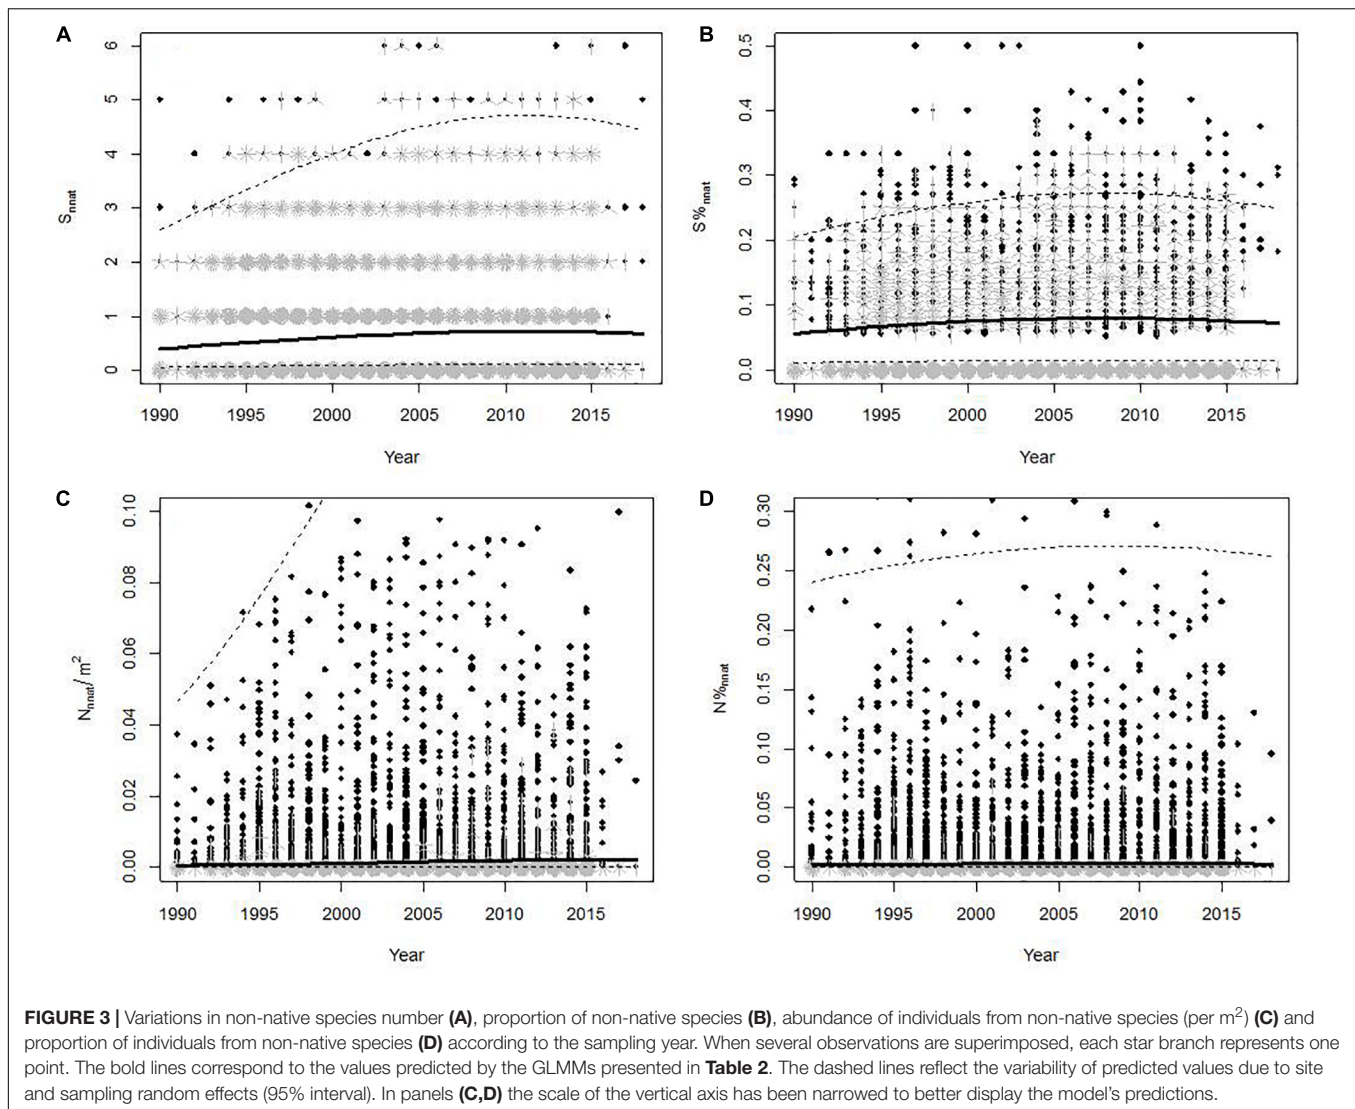 A
S nnat
6
5
4
3
2
1
0
1990 1995 2000 2005 2010 2015
Year
B
S% nnat
0.5
0.4
0.3
0.2
0.1
0.0
1990 1995 2000 2005 2010 2015
Year
C
N nnat / m²
0.10
0.08
0.06
0.04
0.02
0.00
1990 1995 2000 2005 2010 2015
Year
D
N% nnat
0.30
0.25
0.20
0.15
0.10
0.05
0.00
1990 1995 2000 2005 2010 2015
Year
FIGURE 3 | Variations in non-native species number (A), proportion of non-native species (B), abundance of individuals from non-native species (per m²) (C) and
proportion of individuals from non-native species (D) according to the sampling year. When several observations are superimposed, each star branch represents one
point. The bold lines correspond to the values predicted by the GLMMs presented in Table 2. The dashed lines reflect the variability of predicted values due to site
and sampling random effects (95% interval). In panels (C,D) the scale of the vertical axis has been narrowed to better display the model's predictions.